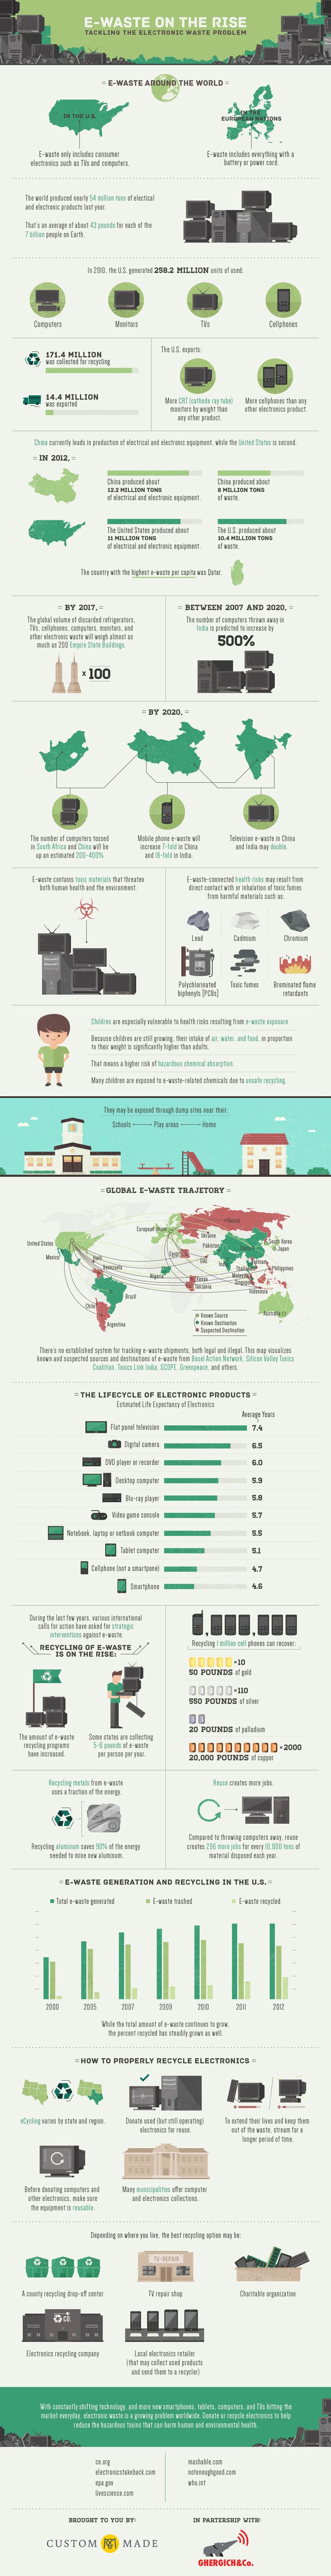 E-WASTE ON THE RISE
TACKLING THE ELECTRONIC WASTE PROBLEM
E-WASTE AROUND THE WORLD
IN THE U.S.
IN THE
EUROPEAN NATIONS
E-waste only includes consumer
electronics such as TVs and computers.
E-waste includes everything with a
battery or power cord.
The world produced nearly 54 million tons of electrical
and electronic products last year.
That's an average of about 43 pounds for each of the
7 billion people on Earth.
In 2010, the U.S. generated 258.2 MILLION units of used:
Computers
Monitors
TVs
Cellphones
171.4 MILLION
was collected for recycling
14.4 MILLION
was exported
The U.S. exports:
More CRT (cathode ray tube)
monitors by weight than
any other product.
More cellphones than any
other electronics product.
China currently leads in production of electrical and electronic equipment, while the United States is second.
IN 2012,
China produced about
12.2 MILLION TONS
of electrical and electronic equipment.
China produced about
8 MILLION TONS
of waste.
The United States produced about
11 MILLION TONS
of electrical and electronic equipment.
The U.S. produced about
10.4 MILLION TONS
of waste.
The country with the highest e-waste per capita was Qatar.
BY 2017,
The global volume of discarded refrigerators,
TVs, cellphones, computers, monitors, and
other electronic waste will weigh almost as
much as 200 Empire State Buildings.
x 100
BETWEEN 2007 AND 2020,
The number of computers thrown away in
India is predicted to increase by
500%
BY 2020,
The number of computers tossed
in South Africa and China will be
up an estimated 200-400%.
Mobile phone e-waste will
increase 7-fold in China
and 18-fold in India.
Television e-waste in China
and India may double.
E-waste contains toxic materials that threaten
both human health and the environment.
E-waste-connected health risks may result from
direct contact with or inhalation of toxic fumes
from harmful materials such as:
Lead
Cadmium
Chromium
Polychlorinated
biphenyls [PCBs]
Toxic fumes
Brominated flame
retardants
Children are especially vulnerable to health risks resulting from e-waste exposure.
Because children are still growing, their intake of air, water, and food, in proportion
to their weight is significantly higher than adults.
That means a higher risk of hazardous chemical absorption.
Many children are exposed to e-waste-related chemicals due to unsafe recycling.
They may be exposed through dump sites near their:
Schools
Play areas
Home
GLOBAL E-WASTE TRAJETORY
United States
Mexico
Haiti
Venezuela
Brazil
Chile
Argentina
European Union
Nigeria
Egypt
Kenya
Tanzania
Ukraine
Russia
Pakistan
UAE
India
China
Thailand
Malaysia
Singapore
Vietnam
Indonesia
Philippines
South Korea
Japan
Australia
Known Source
Known Destination
Suspected Destination
There's no established system for tracking e-waste shipments, both legal and illegal. This map visualizes
known and suspected sources and destinations of e-waste from Basel Action Network, Silicon Valley Toxics
Coalition, Toxics Link India, SCOPE, Greenpeace, and others.
THE LIFECYCLE OF ELECTRONIC PRODUCTS
Estimated Life Expectancy of Electronics
Average Years
Flat panel television 7.4
Digital camera 6.5
DVD player or recorder 6.0
Desktop computer 5.9
Blu-ray player 5.8
Video game console 5.7
Notebook, laptop or netbook computer 5.5
Tablet computer 5.1
Cellphone (not a smartpone) 4.7
Smartphone 4.6
During the last few years, various international
calls for action have asked for strategic
interventions against e-waste.
RECYCLING OF E-WASTE
IS ON THE RISE:
The amount of e-waste
recycling programs
have increased.
Some states are collecting
5-6 pounds of e-waste
per person per year.
Recycling 1 million cell phones can recover:
×10
50 POUNDS of gold
×110
550 POUNDS of silver
20 POUNDS of palladium
×2000
20,000 POUNDS of copper
Recycling metals from e-waste
uses a fraction of the energy.
Recycling aluminum saves 90% of the energy
needed to mine new aluminum.
Reuse creates more jobs.
Compared to throwing computers away, reuse
creates 296 more jobs for every 10,000 tons of
material disposed each year.
E-WASTE GENERATION AND RECYCLING IN THE U.S.
Total e-waste generated
E-waste trashed
E-waste recycled
2000
2005
2007
2009
2010
2011
2012
While the total amount of e-waste continues to grow,
the percent recycled has steadily grown as well.
HOW TO PROPERLY RECYCLE ELECTRONICS
eCycling varies by state and region.
Donate used (but still operating)
electronics for reuse.
To extend their lives and keep them
out of the waste, stream for a
longer period of time.
Before donating computers and
other electronics, make sure
the equipment is reusable.
Many municipalities offer computer
and electronics collections.
Depending on where you live, the best recycling option may be:
TV-REPAIR
A county recycling drop-off center
TV repair shop
Charitable organization
CO.
Electronics recycling company
Local electronics retailer
(that may collect used products
and send them to a recycler)
With constantly shifting technology, and more new smartphones, tablets, computers, and TVs hitting the
market everyday, electronic waste is a growing problem worldwide. Donate or recycle electronics to help
reduce the hazardous toxins that can harm human and environmental health.
ce.org
electronicstakeback.com
epa.gov
livescience.com
mashable.com
notenoughgood.com
who.int
BROUGHT TO YOU BY:
CUSTOM MADE
IN PARTERSHIP WITH:
GHERGICH&Co.